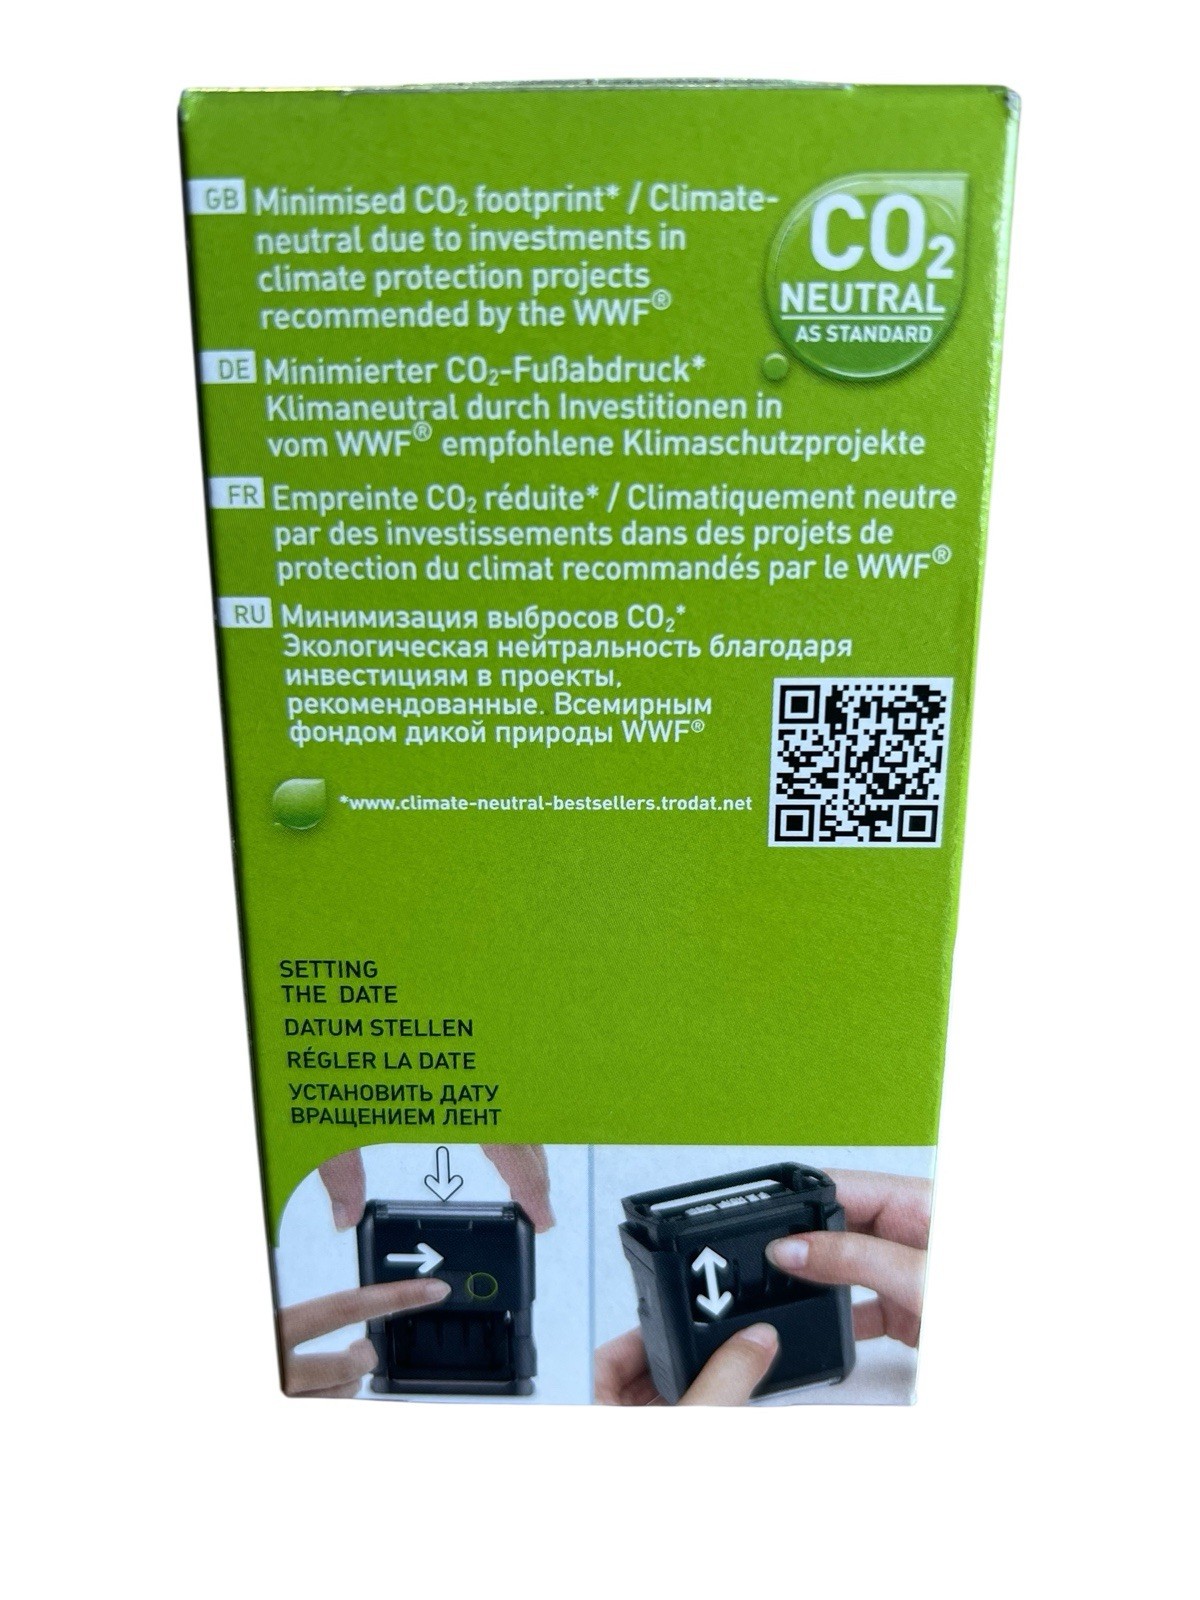 GB Minimised CO₂ footprint* / Climate-
neutral due to investments in
climate protection projects
recommended by the WWF®
CO₂
NEUTRAL
AS STANDARD
DE Minimierter CO₂-Fußabdruck*
Klimaneutral durch Investitionen in
vom WWF® empfohlene Klimaschutzprojekte
FR Empreinte CO₂ réduite* / Climatiquement neutre
par des investissements dans des projets de
protection du climat recommandés par le WWF®
RU Минимизация выбросов CO₂*
Экологическая нейтральность благодаря
инвестициям в проекты,
рекомендованные. Всемирным
фондом дикой природы WWF®
*www.climate-neutral-bestsellers.trodat.net
SETTING
THE DATE
DATUM STELLEN
RÉGLER LA DATE
УСТАНОВИТЬ ДАТУ
ВРАЩЕНИЕМ ЛЕНТ